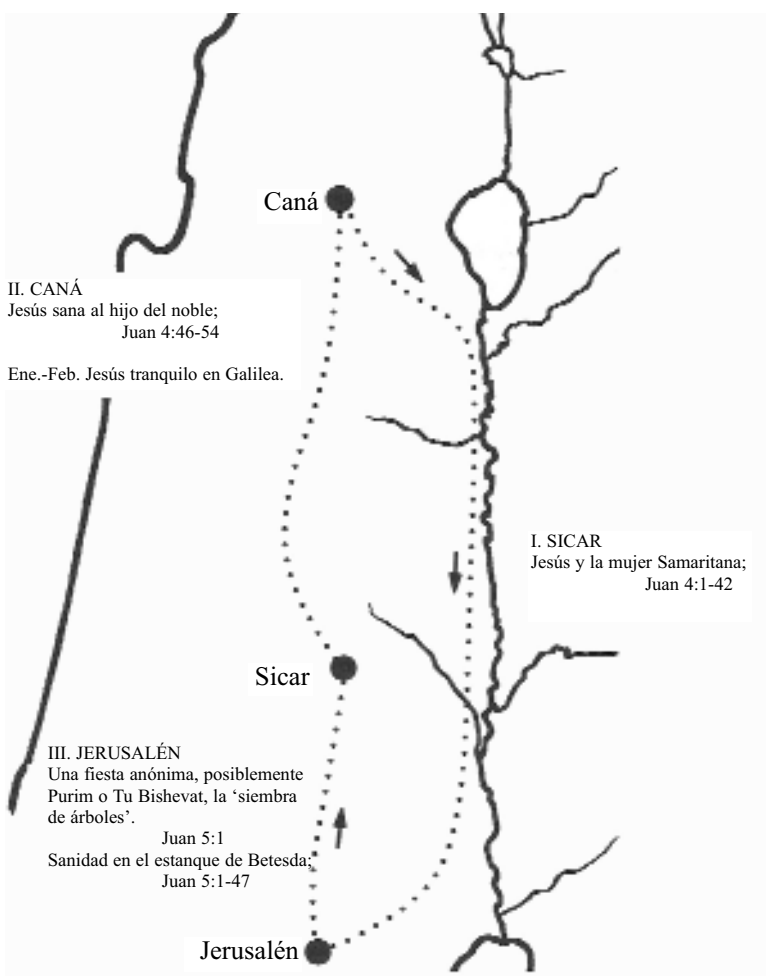 Caná
II. CANÁ
Jesús sana al hijo del noble;
Juan 4:46-54
Ene.-Feb. Jesús tranquilo en Galilea.
I. SICAR
Jesús y la mujer Samaritana;
Juan 4:1-42
Sicar
III. JERUSALÉN
Una fiesta anónima, posiblemente
Purim o Tu Bishevat, la ‘siembra
de árboles’.
Juan 5:1
Sanidad en el estanque de Betesda;
Juan 5:1-47
Jerusalén